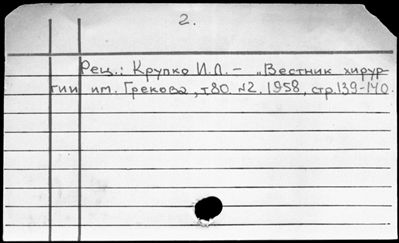 2.
Рец.: Крупко И.Л. – „Вестник хирур-
гии им. Грекова, т.80. №2. 1958, стр.139-140.